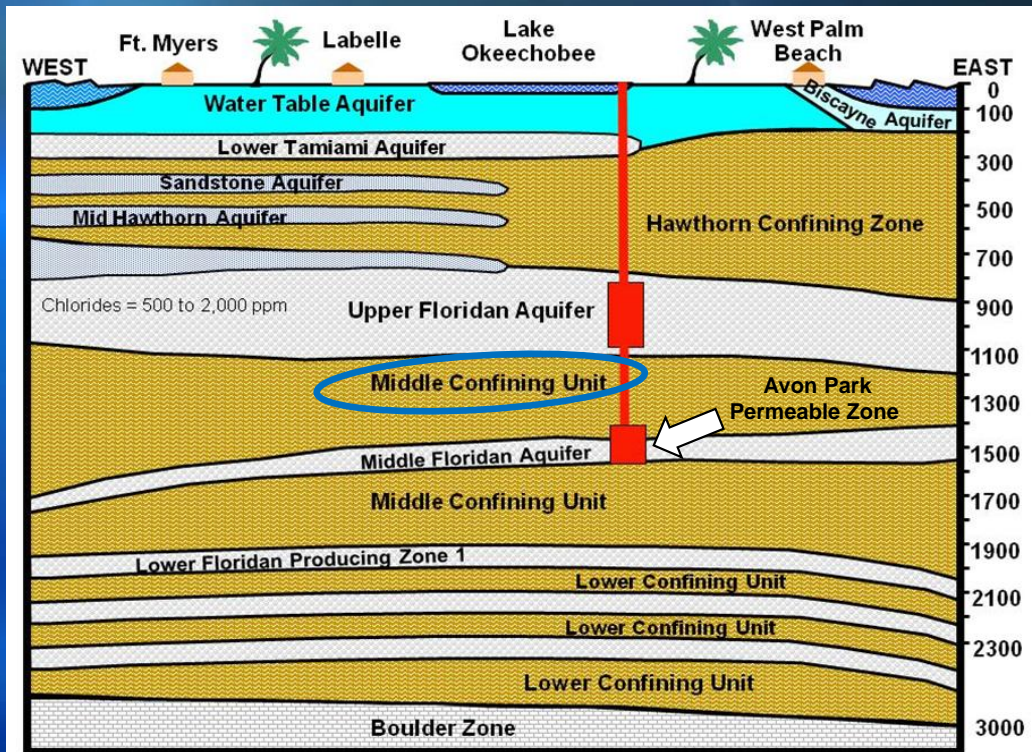 Ft. Myers
Labelle
Lake
Okeechobee
West Palm
Beach
WEST
EAST
0
Water Table Aquifer
Biscayne Aquifer
100
Lower Tamiami Aquifer
300
Sandstone Aquifer
Mid Hawthorn Aquifer
500
Hawthorn Confining Zone
700
Chlorides = 500 to 2,000 ppm
Upper Floridan Aquifer
900
1100
Middle Confining Unit
Avon Park
Permeable Zone
1300
Middle Floridan Aquifer
1500
Middle Confining Unit
1700
Lower Floridan Producing Zone 1
1900
Lower Confining Unit
2100
Lower Confining Unit
2300
Lower Confining Unit
Boulder Zone
3000